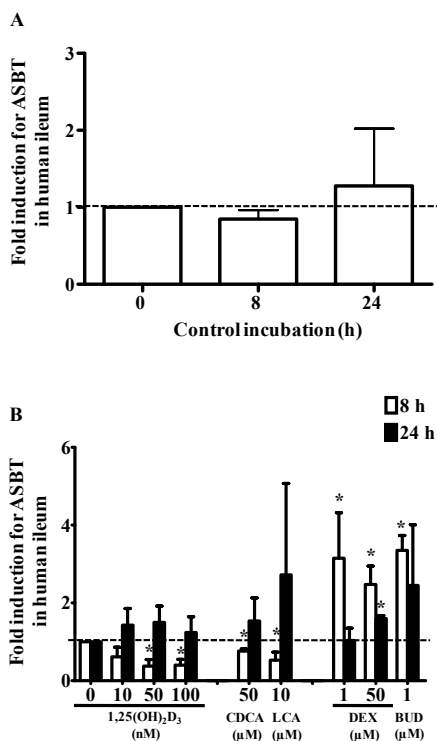 A
Fold induction for ASBT
in human ileum
3
2
1
0
0 8 24
Control incubation (h)
B
8 h
24 h
Fold induction for ASBT
in human ileum
6
4
2
0
* * * * * * * *
0 10 50 100 50 10 1 50 1
1,25(OH)₂D₃ CDCA LCA DEX BUD
(nM) (µM) (µM) (µM) (µM)